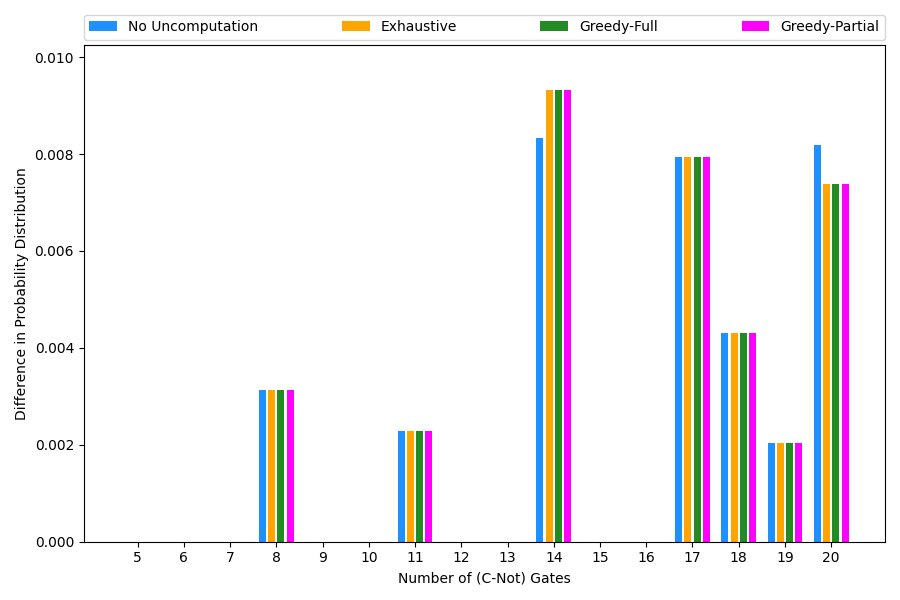 No Uncomputation Exhaustive Greedy-Full Greedy-Partial
0.010
0.008
0.006
0.004
0.002
0.000
Difference in Probability Distribution
5 6 7 8 9 10 11 12 13 14 15 16 17 18 19 20
Number of (C-Not) Gates